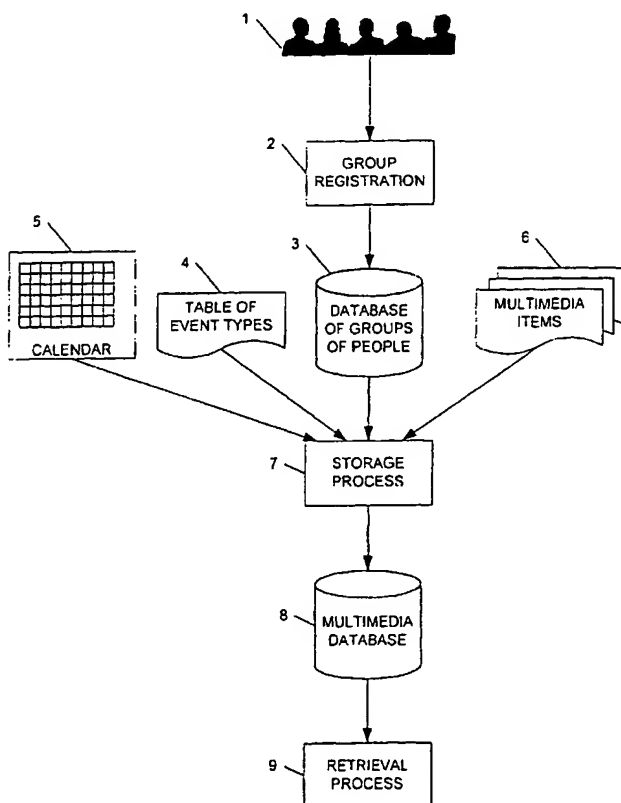 1
2
GROUP
REGISTRATION
5
CALENDAR
4
TABLE OF
EVENT TYPES
3
DATABASE
OF GROUPS
OF PEOPLE
6
MULTIMEDIA
ITEMS
7
STORAGE
PROCESS
8
MULTIMEDIA
DATABASE
9
RETRIEVAL
PROCESS